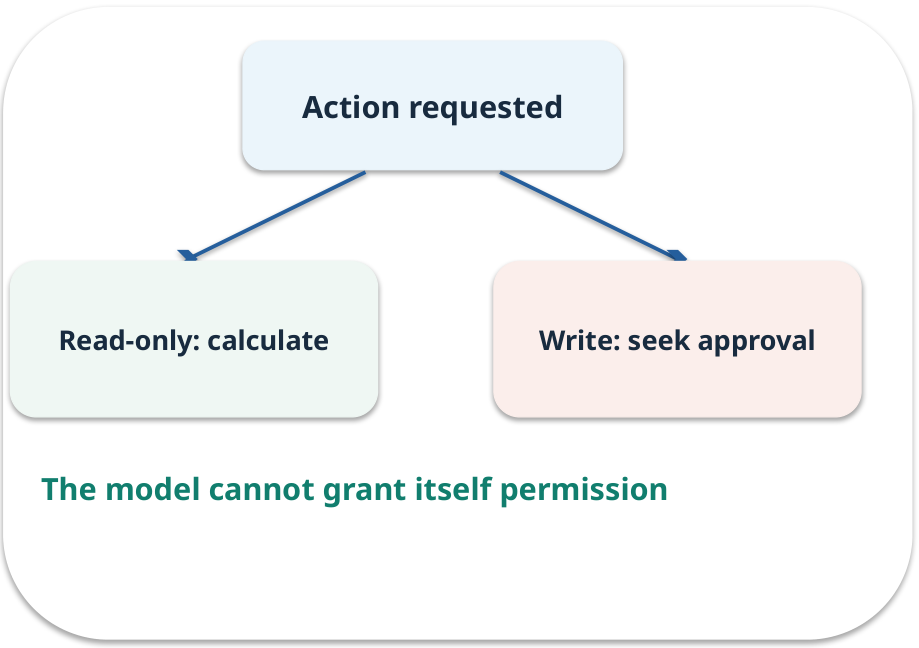 Action requested
Read-only: calculate
Write: seek approval
The model cannot grant itself permission